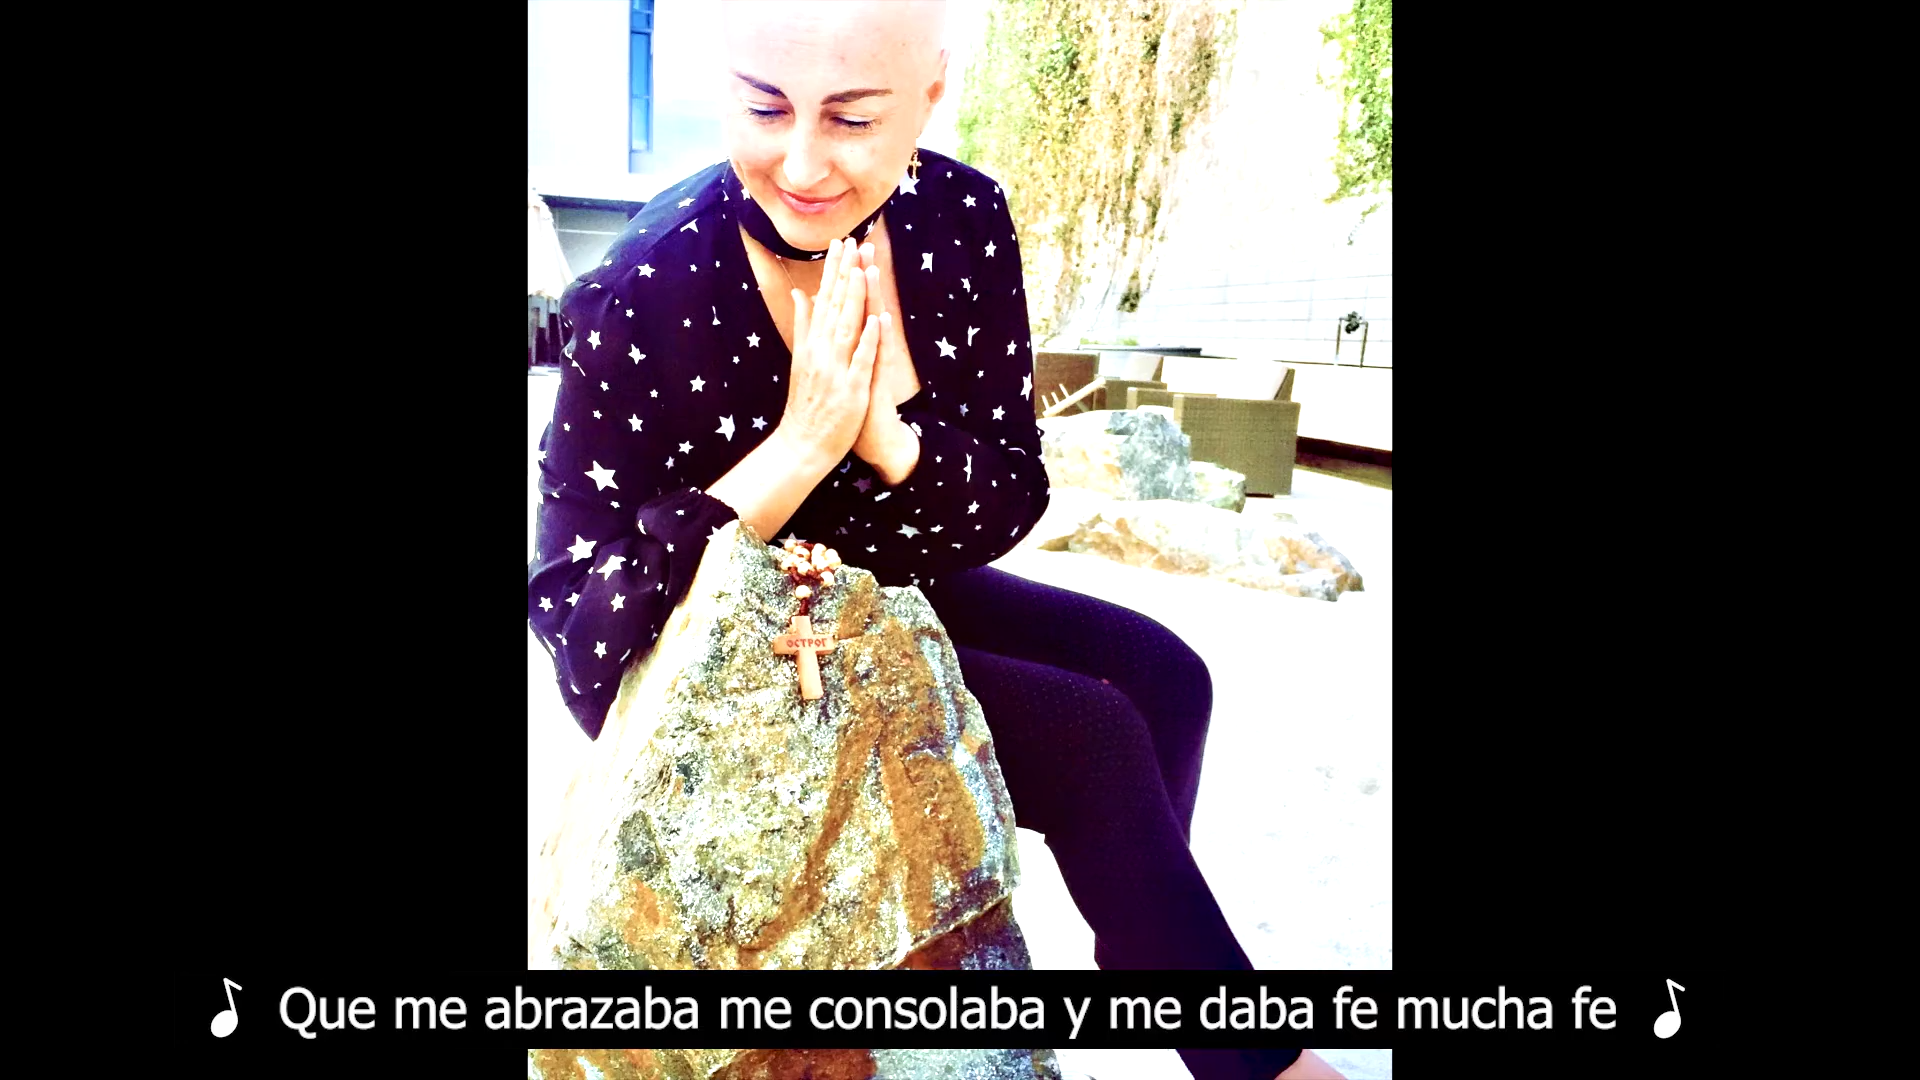 ОСТРОГ
♪ Que me abrazaba me consolaba y me daba fe mucha fe ♪